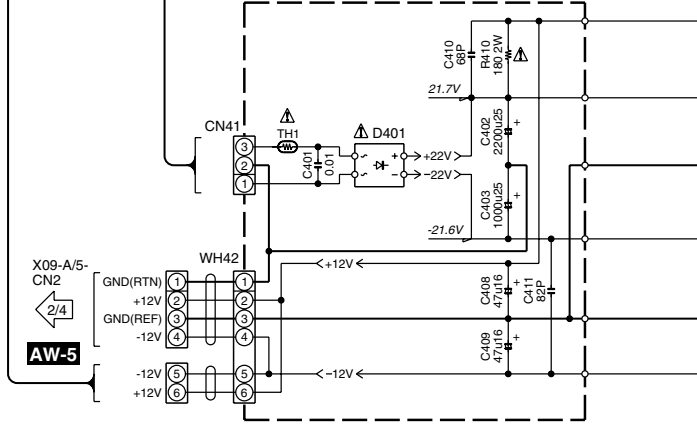 C410
68P
R410
180 2W
21.7V
CN41
3
2
1
TH1
C401
0.01
D401
~
~
+
−
+22V
−22V
C402
2200u25
+
C403
1000u25
+
-21.6V
X09-A/5-
CN2
2/4
AW-5
GND(RTN)
+12V
GND(REF)
-12V
-12V
+12V
1
2
3
4
5
6
WH42
1
2
3
4
5
6
+12V
−12V
C408
47u16
+
C409
47u16
+
C411
82P